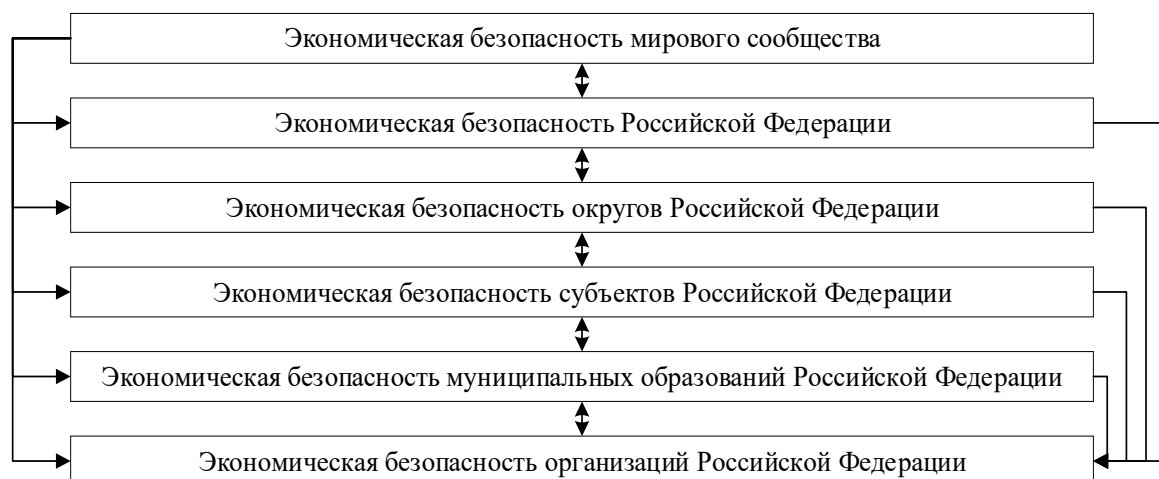 Экономическая безопасность мирового сообщества
Экономическая безопасность Российской Федерации
Экономическая безопасность округов Российской Федерации
Экономическая безопасность субъектов Российской Федерации
Экономическая безопасность муниципальных образований Российской Федерации
Экономическая безопасность организаций Российской Федерации